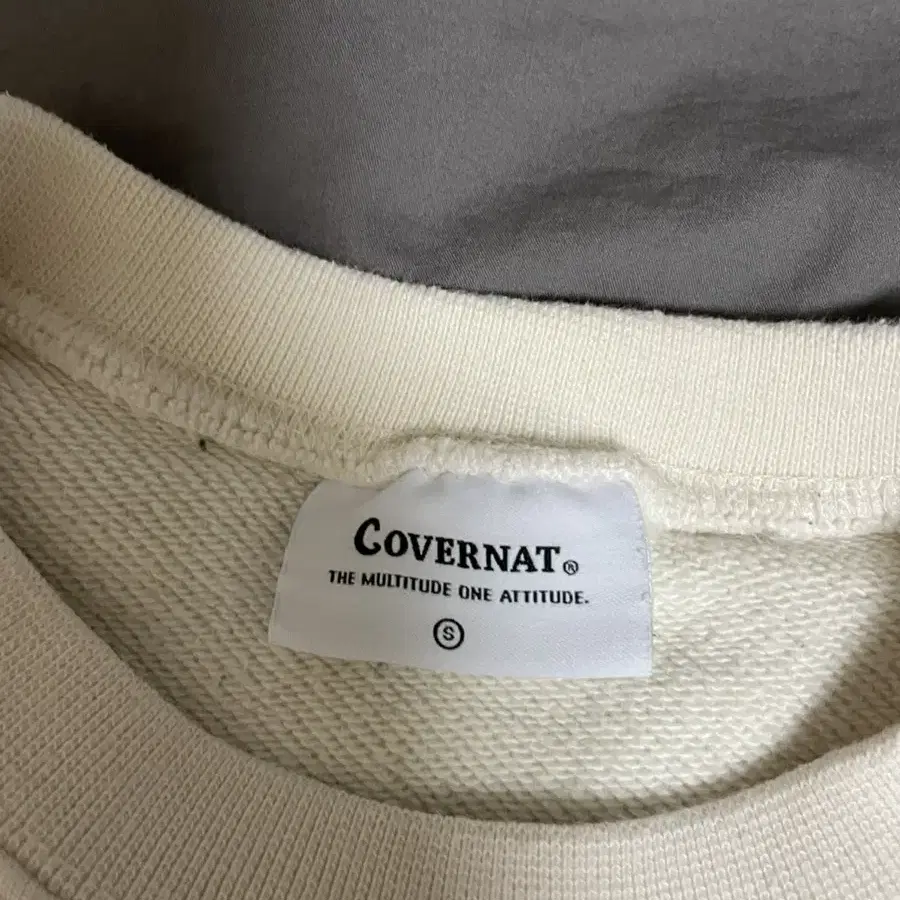 COVERNAT®
THE MULTITUDE ONE ATTITUDE.
S